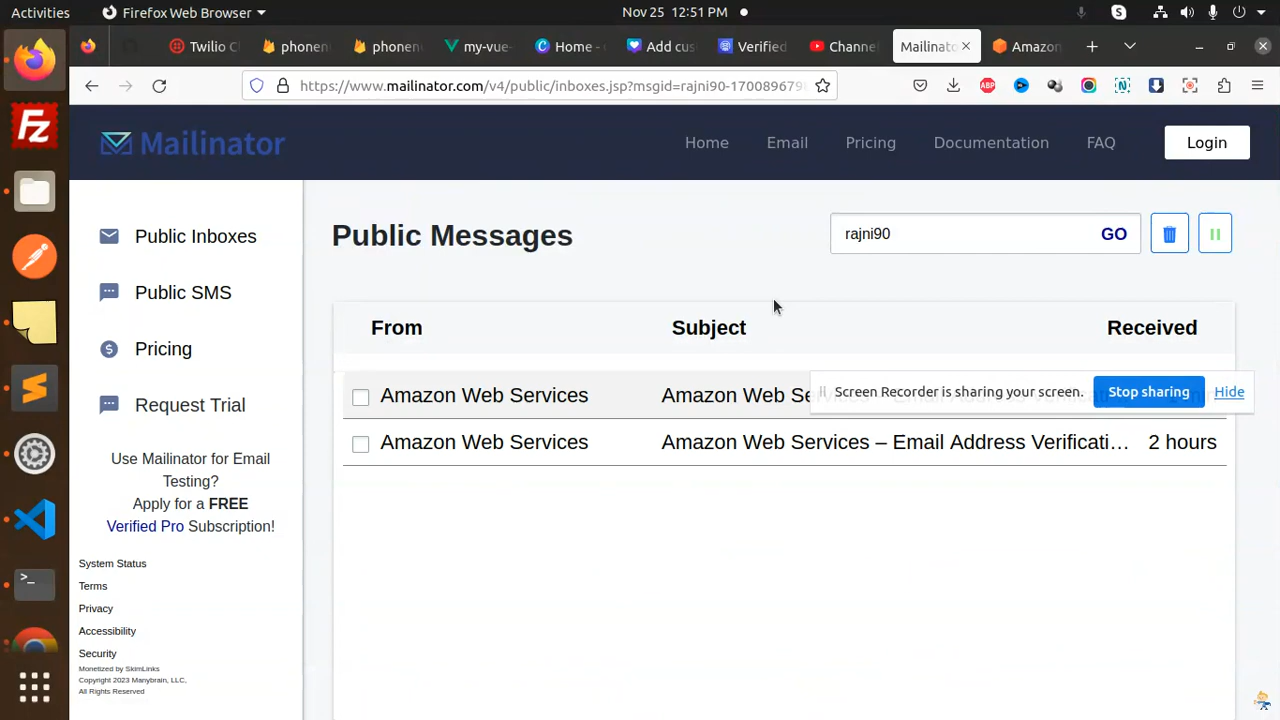 Activities
Firefox Web Browser
Nov 25 12:51 PM
Twilio C
phonen
phonen
my-vue-
Home -
Add cus
Verified
Channe
Mailinato
Amazon
https://www.mailinator.com/v4/public/inboxes.jsp?msgid=rajni90-1700896798
ABP
Mailinator
Home
Email
Pricing
Documentation
FAQ
Login
Public Inboxes
Public SMS
Pricing
Request Trial
Use Mailinator for Email
Testing?
Apply for a FREE
Verified Pro Subscription!
System Status
Terms
Privacy
Accessibility
Security
Monetized by SkimLinks
Copyright 2023 Manybrain, LLC,
All Rights Reserved
Public Messages
rajni90
GO
From
Subject
Received
Amazon Web Services
Amazon Web Se
Screen Recorder is sharing your screen.
Stop sharing
Hide
Amazon Web Services
Amazon Web Services – Email Address Verificati…
2 hours